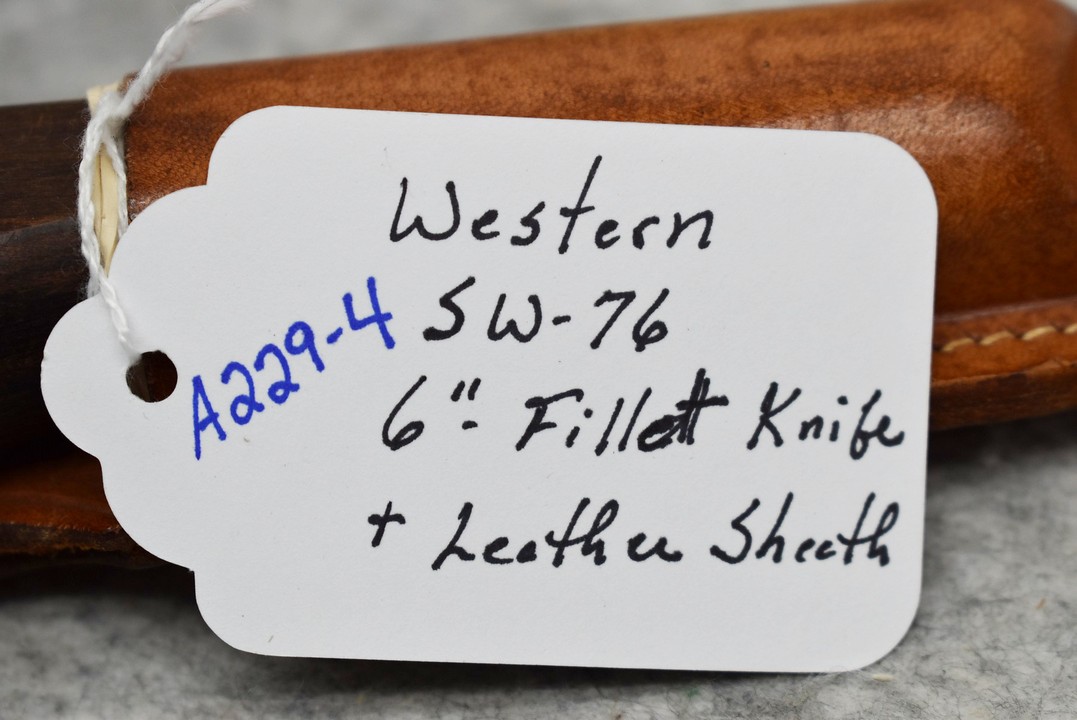 Western
A229-4
SW-76
6" - Fillett Knife
+ Leather Sheath